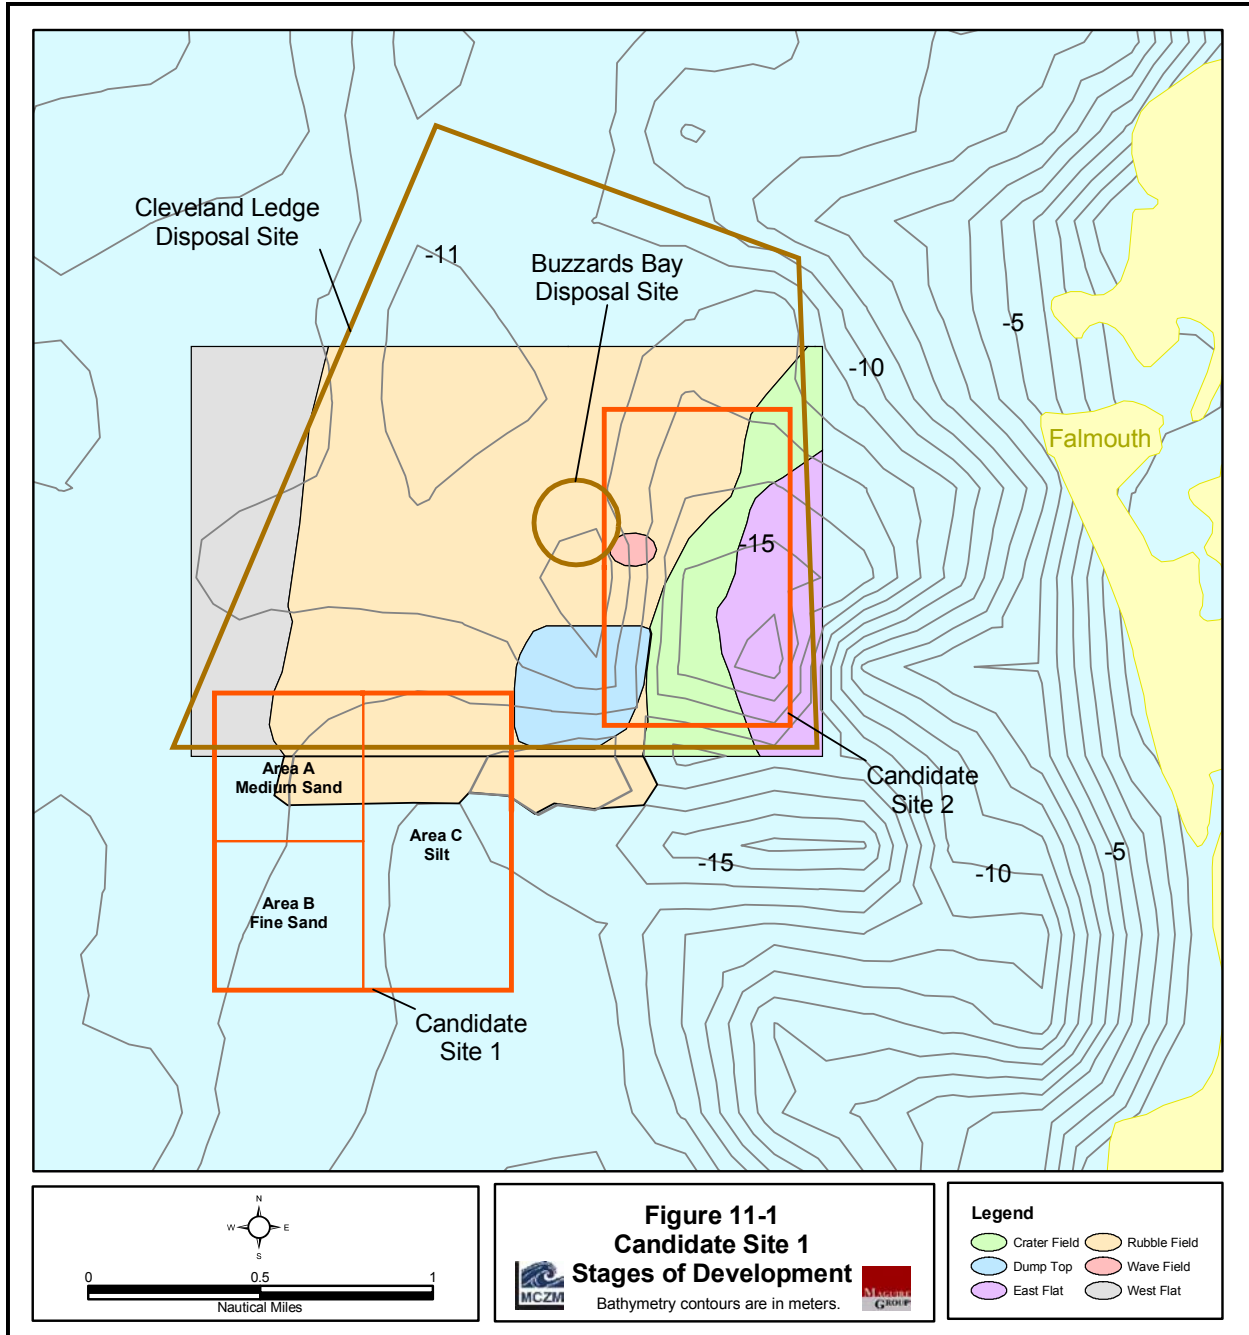 Cleveland Ledge
Disposal Site
-11
Buzzards Bay
Disposal Site
-5
-10
Falmouth
-15
Area A
Medium Sand
Area C
Silt
Area B
Fine Sand
Candidate
Site 2
-15
-10
-5
Candidate
Site 1
N
W
E
S
0
0.5
1
Nautical Miles
Figure 11-1
Candidate Site 1
Stages of Development
Bathymetry contours are in meters.
MCZM
MAGUIRE
GROUP
Legend
Crater Field
Rubble Field
Dump Top
Wave Field
East Flat
West Flat